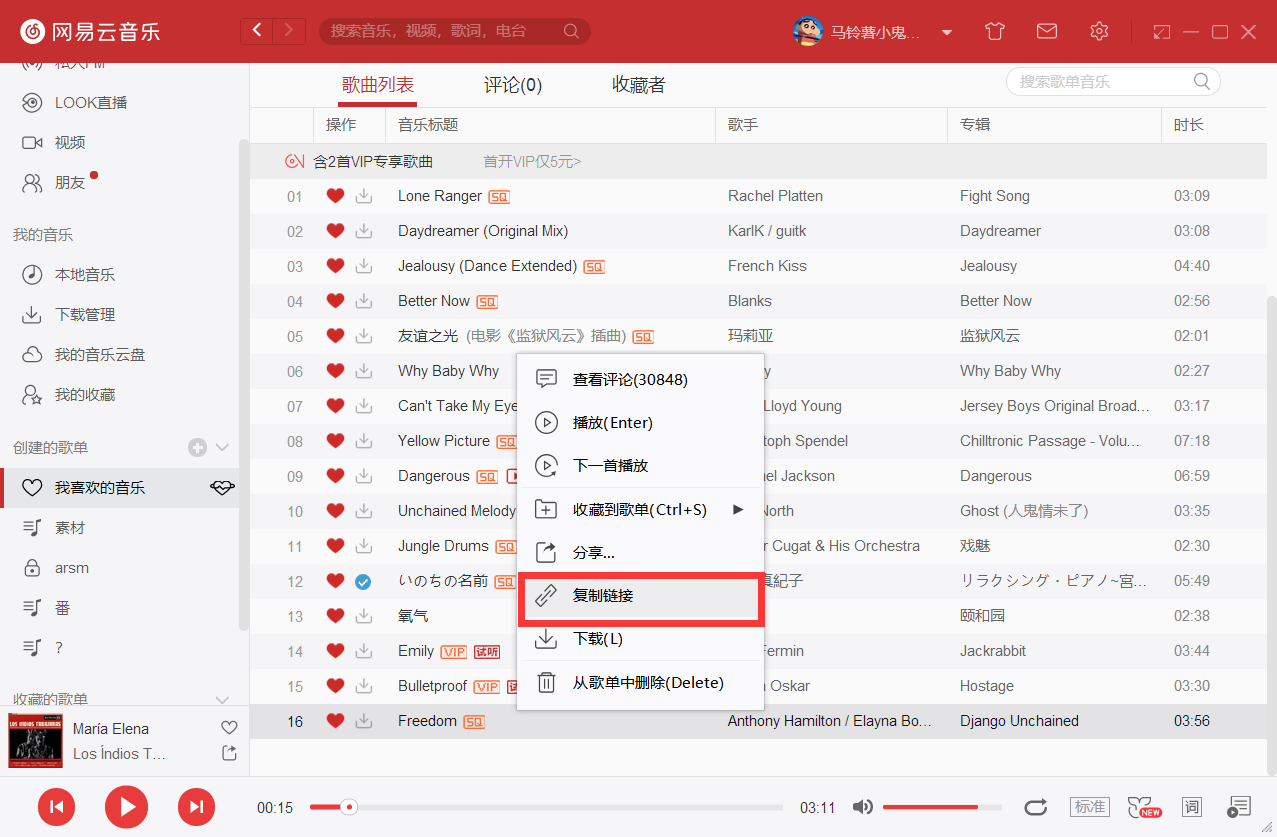 网易云音乐
搜索音乐，视频，歌词，电台
马铃薯小鬼...
私人FM
LOOK直播
视频
朋友
我的音乐
本地音乐
下载管理
我的音乐云盘
我的收藏
创建的歌单
我喜欢的音乐
素材
arsm
番
?
收藏的歌单
María Elena
Los Índios T...
歌曲列表 评论(0) 收藏者
搜索歌单音乐
操作 音乐标题 歌手 专辑 时长
含2首VIP专享歌曲 首开VIP仅5元>
01 Lone Ranger SQ Rachel Platten Fight Song 03:09
02 Daydreamer (Original Mix) KarlK / guitk Daydreamer 03:08
03 Jealousy (Dance Extended) SQ French Kiss Jealousy 04:40
04 Better Now SQ Blanks Better Now 02:56
05 友谊之光 (电影《监狱风云》插曲) SQ 玛莉亚 监狱风云 02:01
06 Why Baby Why y Why Baby Why 02:27
07 Can't Take My Eye Lloyd Young Jersey Boys Original Broad... 03:17
08 Yellow Picture SQ toph Spendel Chilltronic Passage - Volu... 07:18
09 Dangerous SQ el Jackson Dangerous 06:59
10 Unchained Melody North Ghost (人鬼情未了) 03:35
11 Jungle Drums SQ r Cugat & His Orchestra 戏魅 02:30
12 いのちの名前 SQ 真紀子 リラクシング・ピアノ~宮... 05:49
13 氧气 颐和园 02:38
14 Emily VIP 试听 Fermin Jackrabbit 03:44
15 Bulletproof VIP Oskar Hostage 03:30
16 Freedom SQ Anthony Hamilton / Elayna Bo... Django Unchained 03:56
查看评论(30848)
播放(Enter)
下一首播放
收藏到歌单(Ctrl+S)
分享...
复制链接
下载(L)
从歌单中删除(Delete)
00:15 03:11 标准 NEW 词